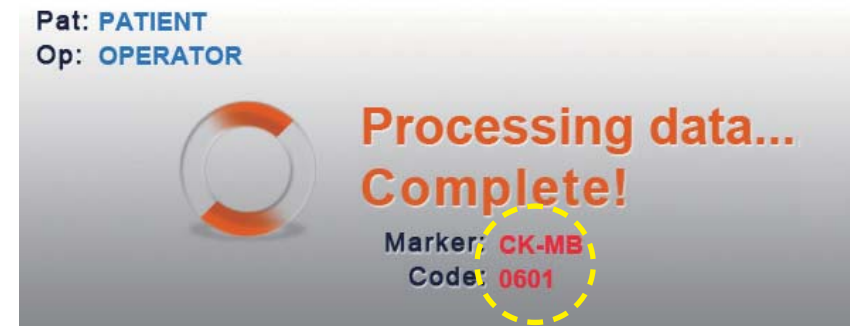 Pat: PATIENT
Op: OPERATOR
Processing data...
Complete!
Marker: CK-MB
Code: 0601